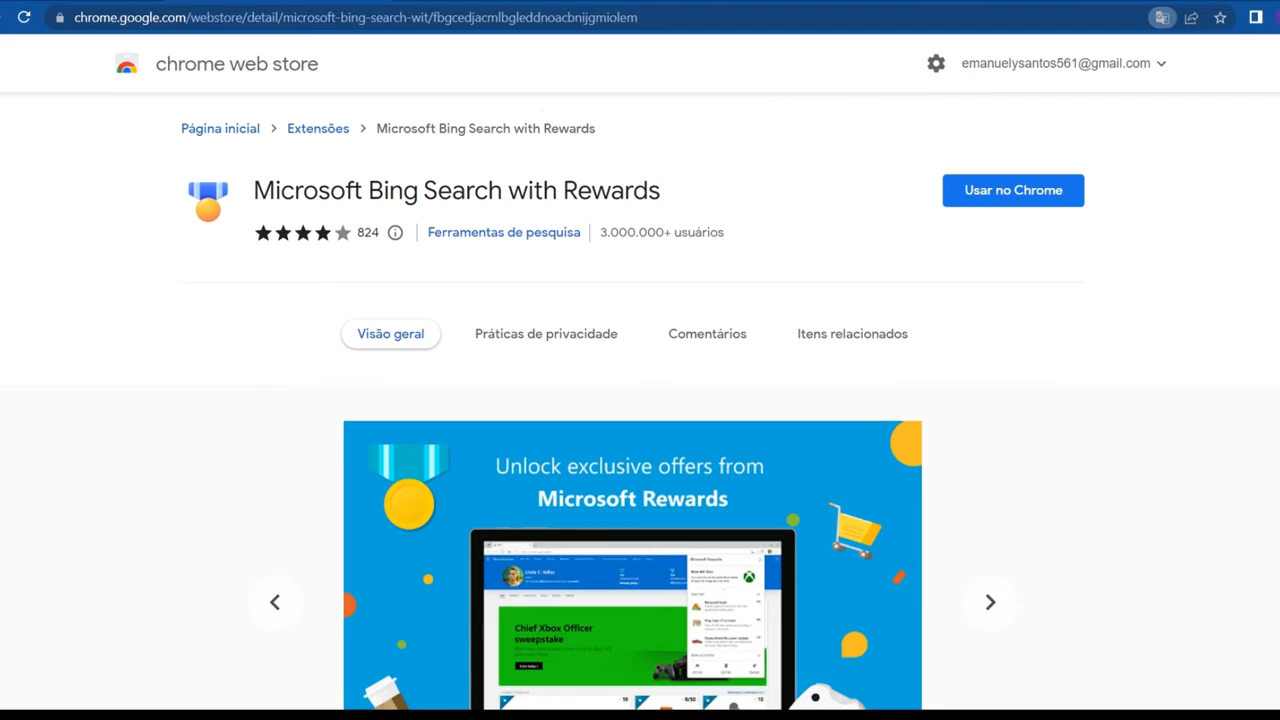 chrome.google.com/webstore/detail/microsoft-bing-search-wit/fbgcedjacmlbgleddnoacbnijgmiolem
chrome web store
emanuelysantos561@gmail.com
Página inicial > Extensões > Microsoft Bing Search with Rewards
Microsoft Bing Search with Rewards
Usar no Chrome
824
Ferramentas de pesquisa
3.000.000+ usuários
Visão geral
Práticas de privacidade
Comentários
Itens relacionados
Unlock exclusive offers from
Microsoft Rewards
Chief Xbox Officer
sweepstake